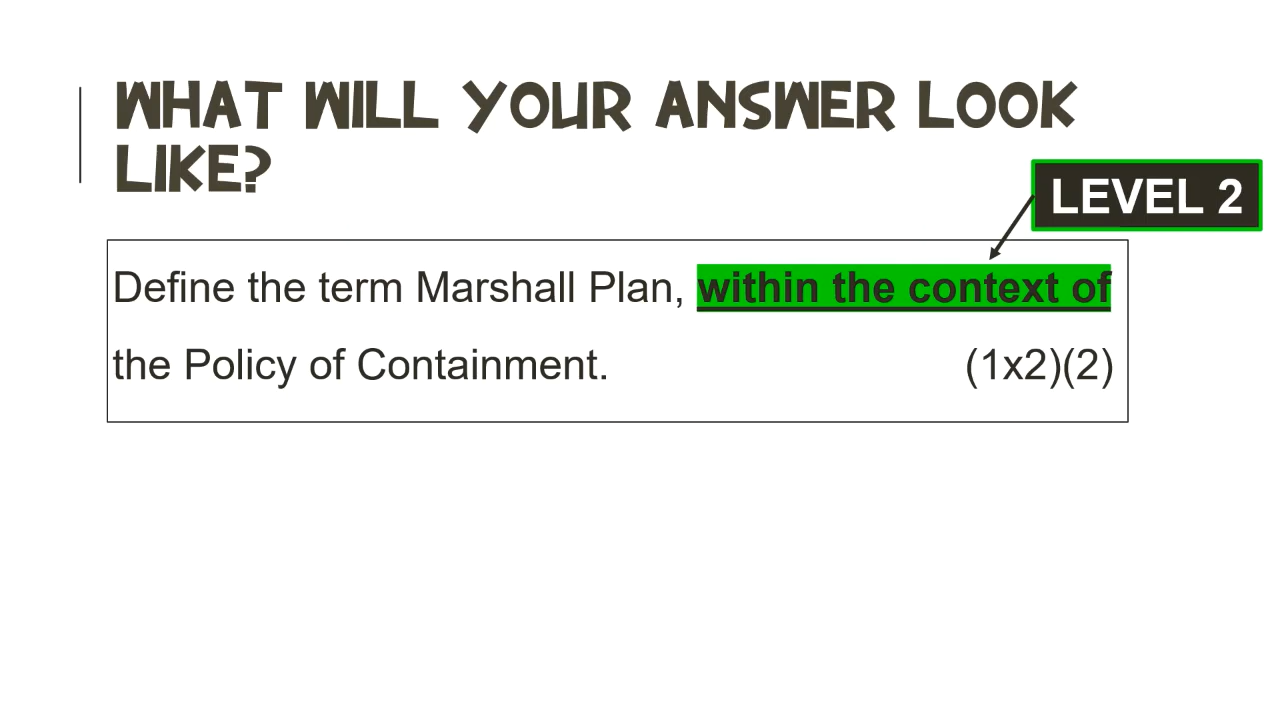 WHAT WILL YOUR ANSWER LOOK
LIKE?
LEVEL 2
Define the term Marshall Plan, within the context of
the Policy of Containment. (1x2)(2)